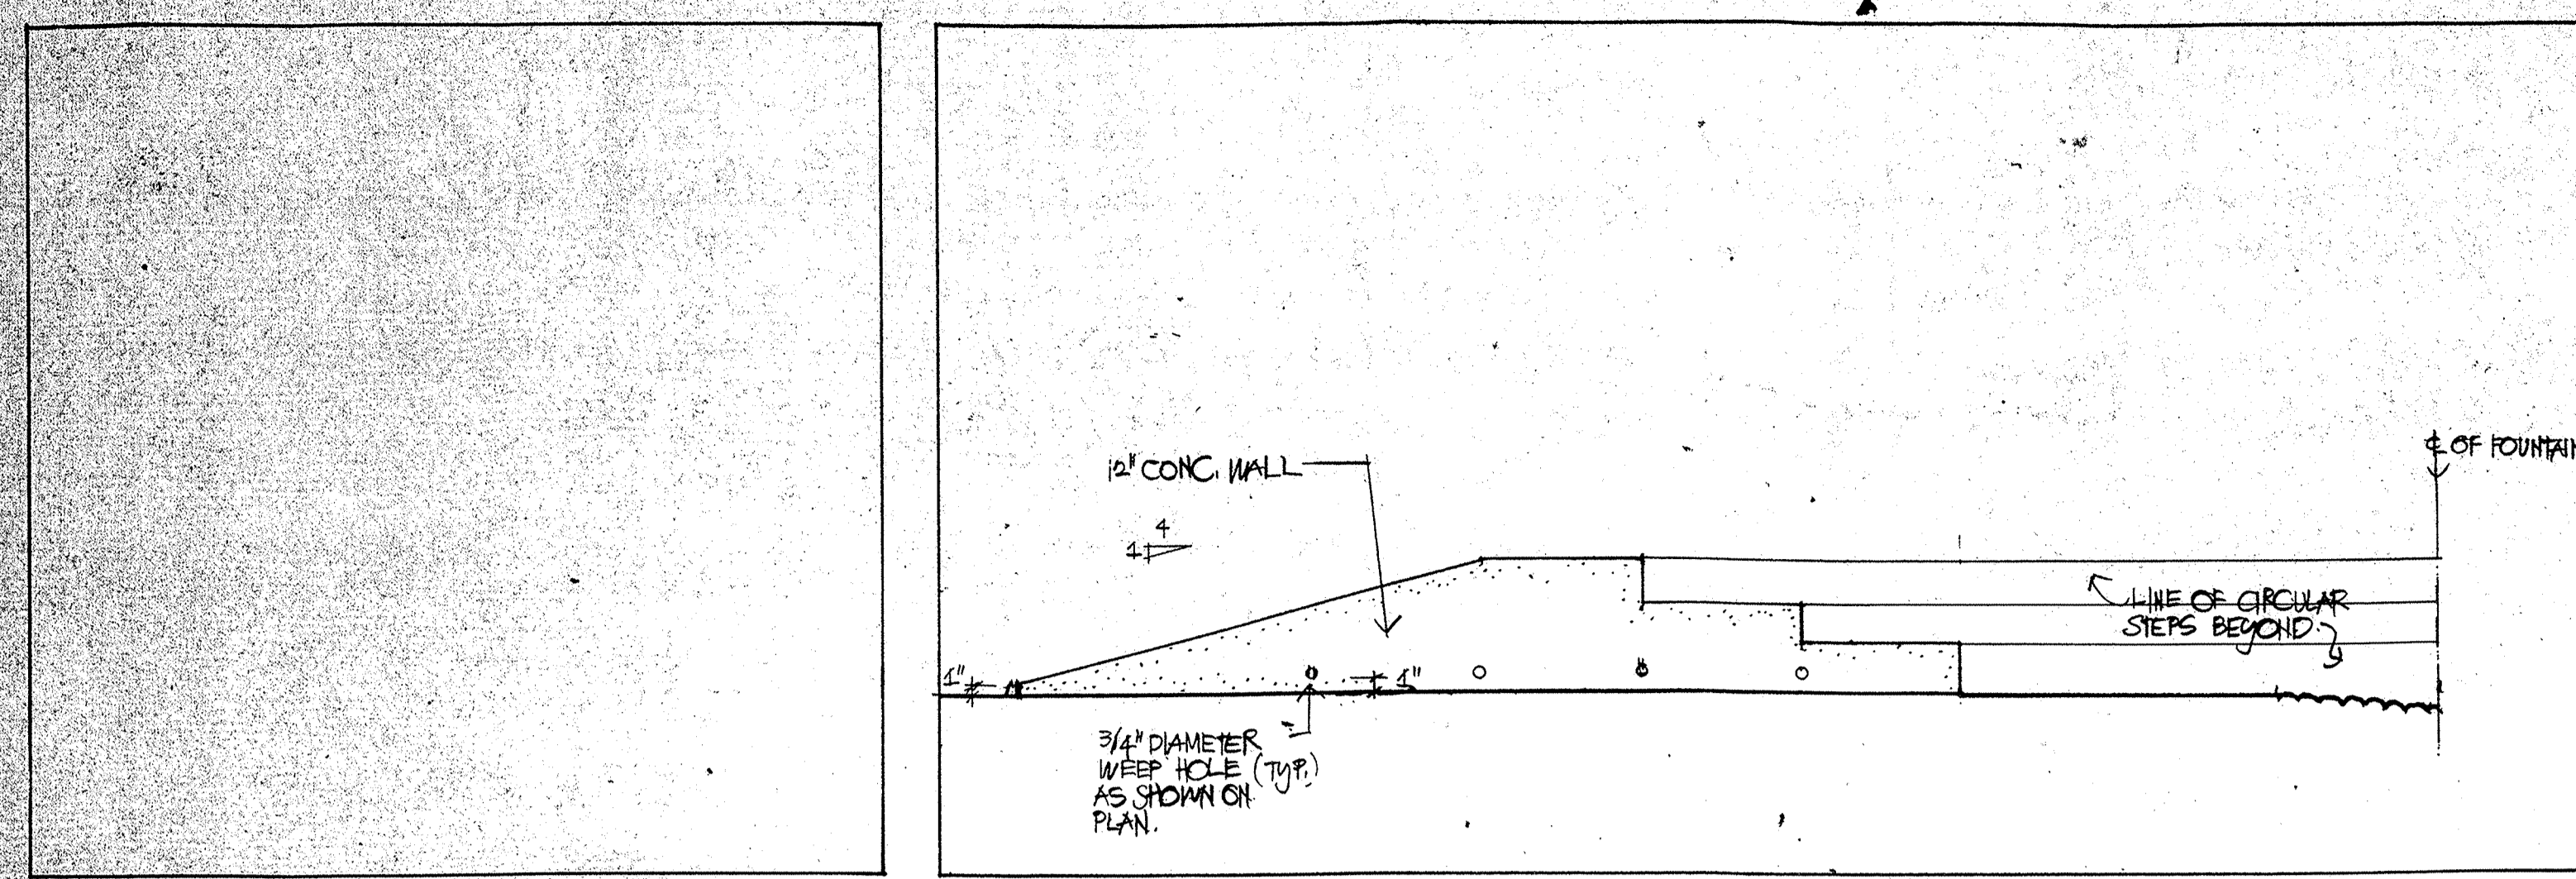 12" CONC. WALL
4
1
℄ OF FOUNTAIN
LINE OF CIRCULAR
STEPS BEYOND.
1"
1"
3/4" DIAMETER
WEEP HOLE (TYP.)
AS SHOWN ON
PLAN.